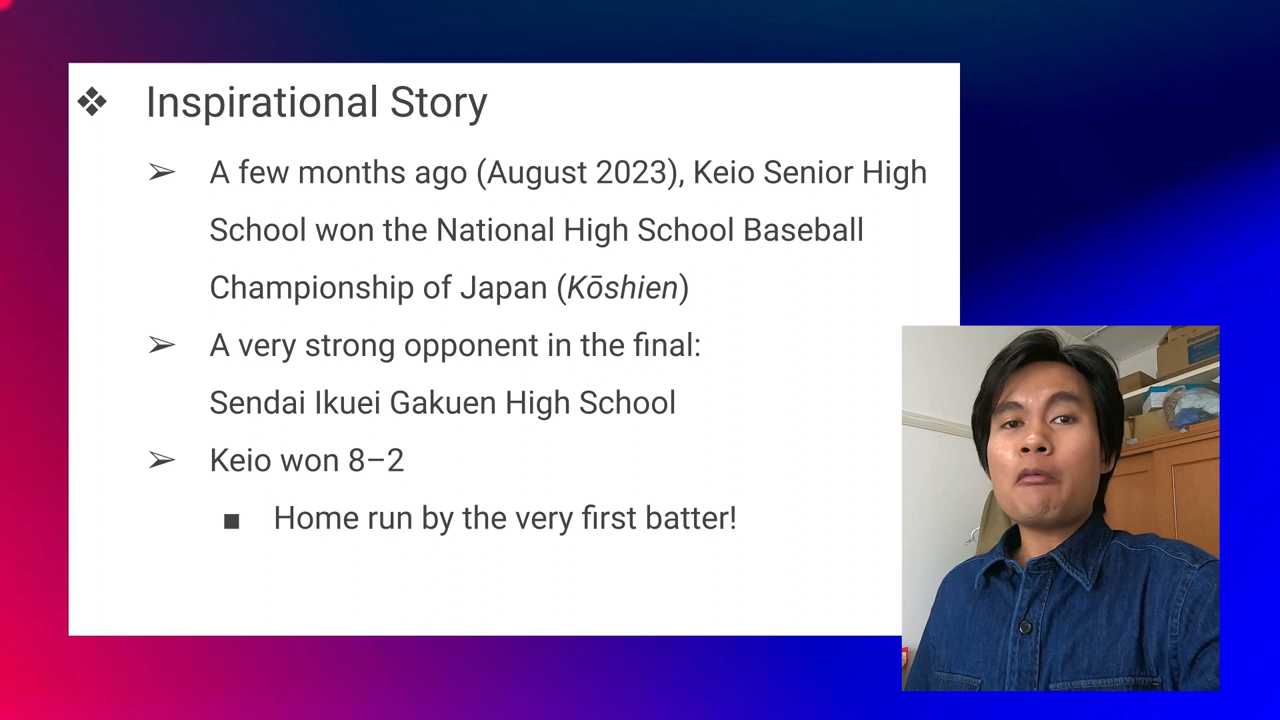 ❖ Inspirational Story
➢ A few months ago (August 2023), Keio Senior High
School won the National High School Baseball
Championship of Japan (Kōshien)
➢ A very strong opponent in the final:
Sendai Ikuei Gakuen High School
➢ Keio won 8–2
■ Home run by the very first batter!